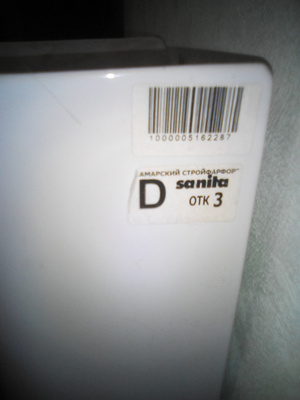 1000005162287
АМАРСКИЙ СТРОЙФАРФОР
D sanita
ОТК 3